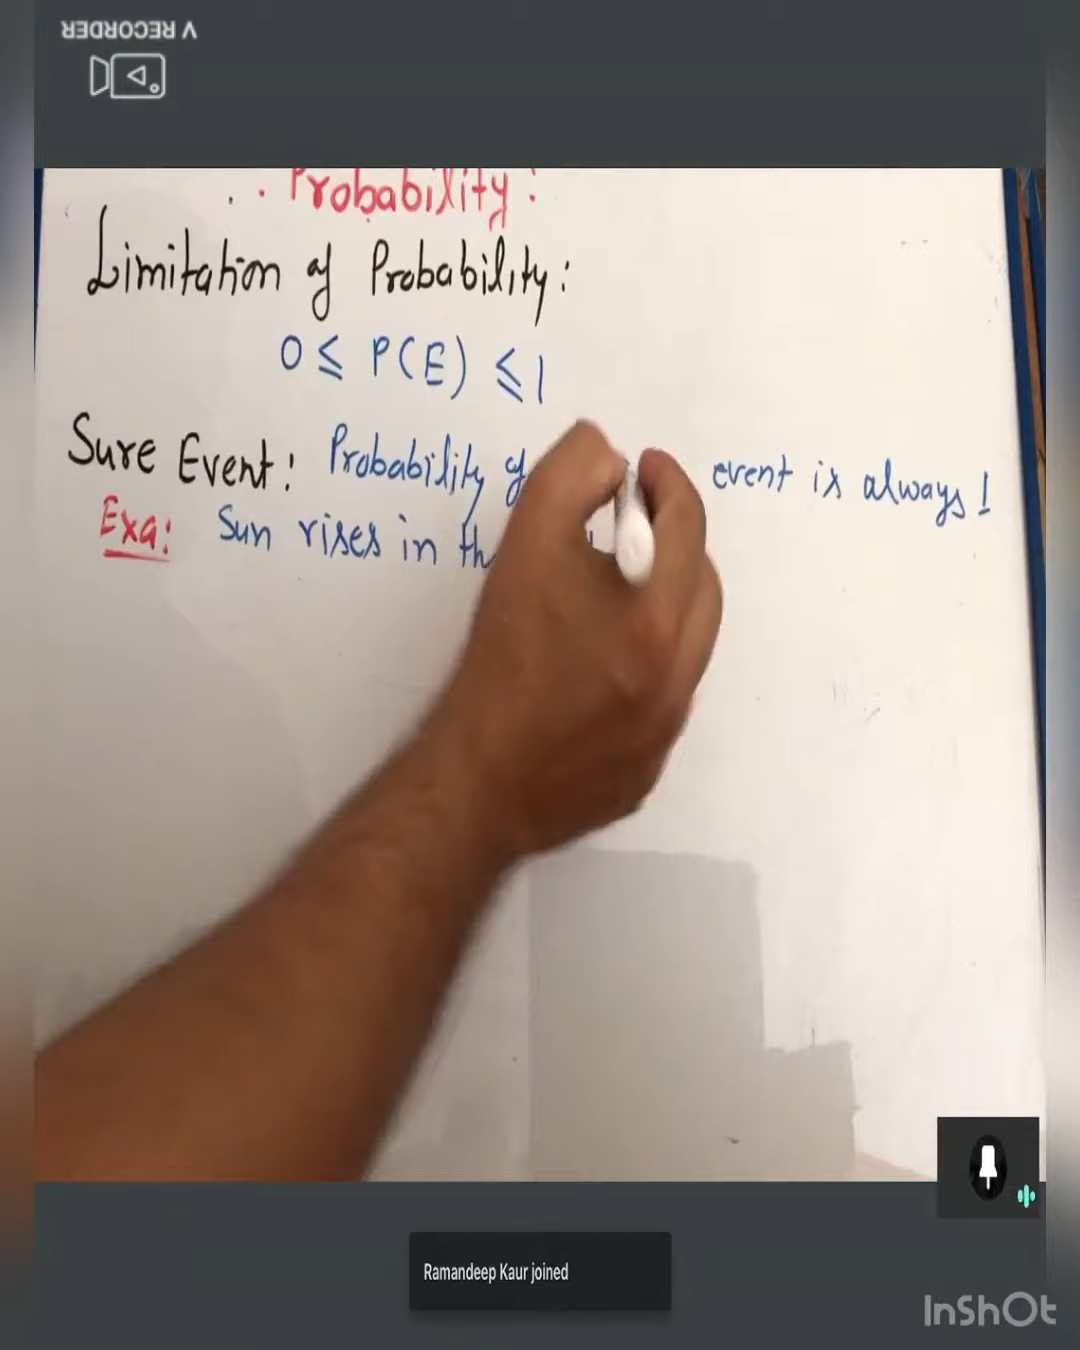 V RECORDER
Probability:
Limitation of Probability:
0 ≤ P(E) ≤ 1
Sure Event: Probability of event is always 1
Exa: Sun rises in th
Ramandeep Kaur joined
InShOt